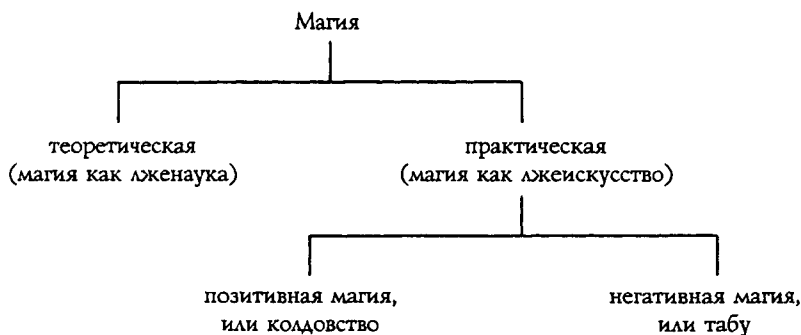 Магия
теоретическая
(магия как лженаука)
практическая
(магия как лжеискусство)
позитивная магия,
или колдовство
негативная магия,
или табу